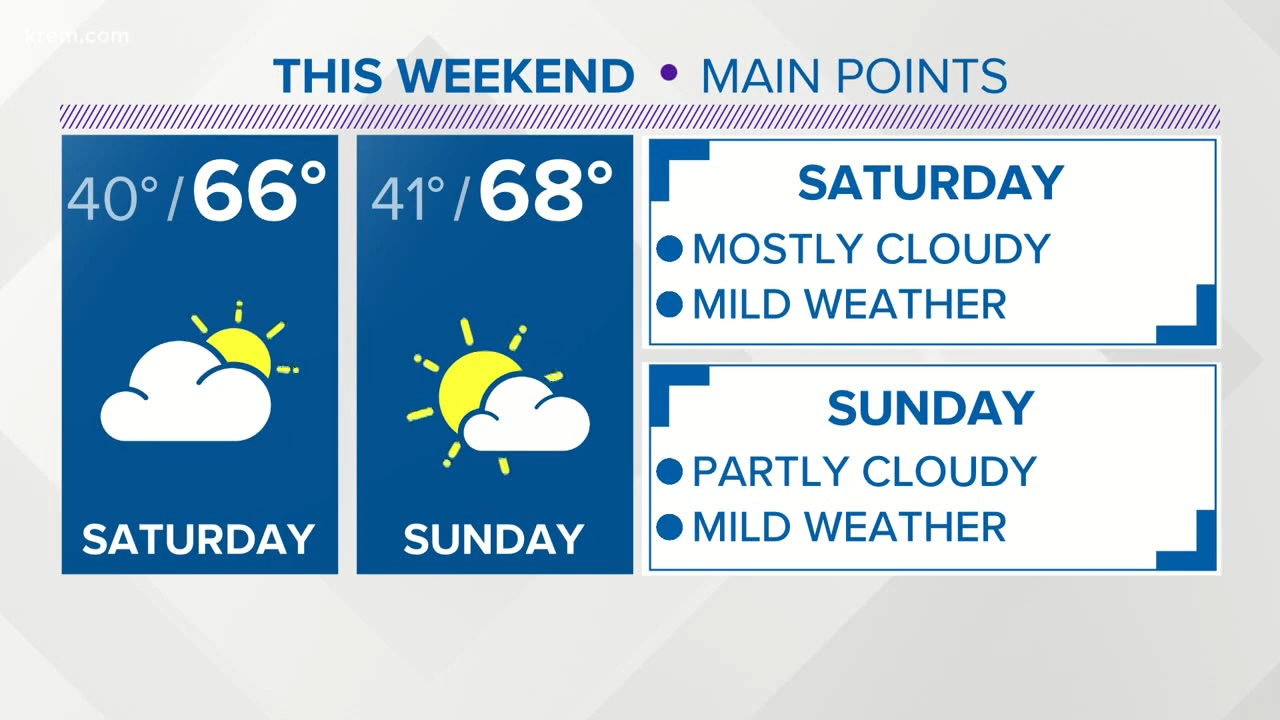 krem.com
THIS WEEKEND • MAIN POINTS
40°/66°
SATURDAY
41°/68°
SUNDAY
SATURDAY
● MOSTLY CLOUDY
● MILD WEATHER
SUNDAY
● PARTLY CLOUDY
● MILD WEATHER